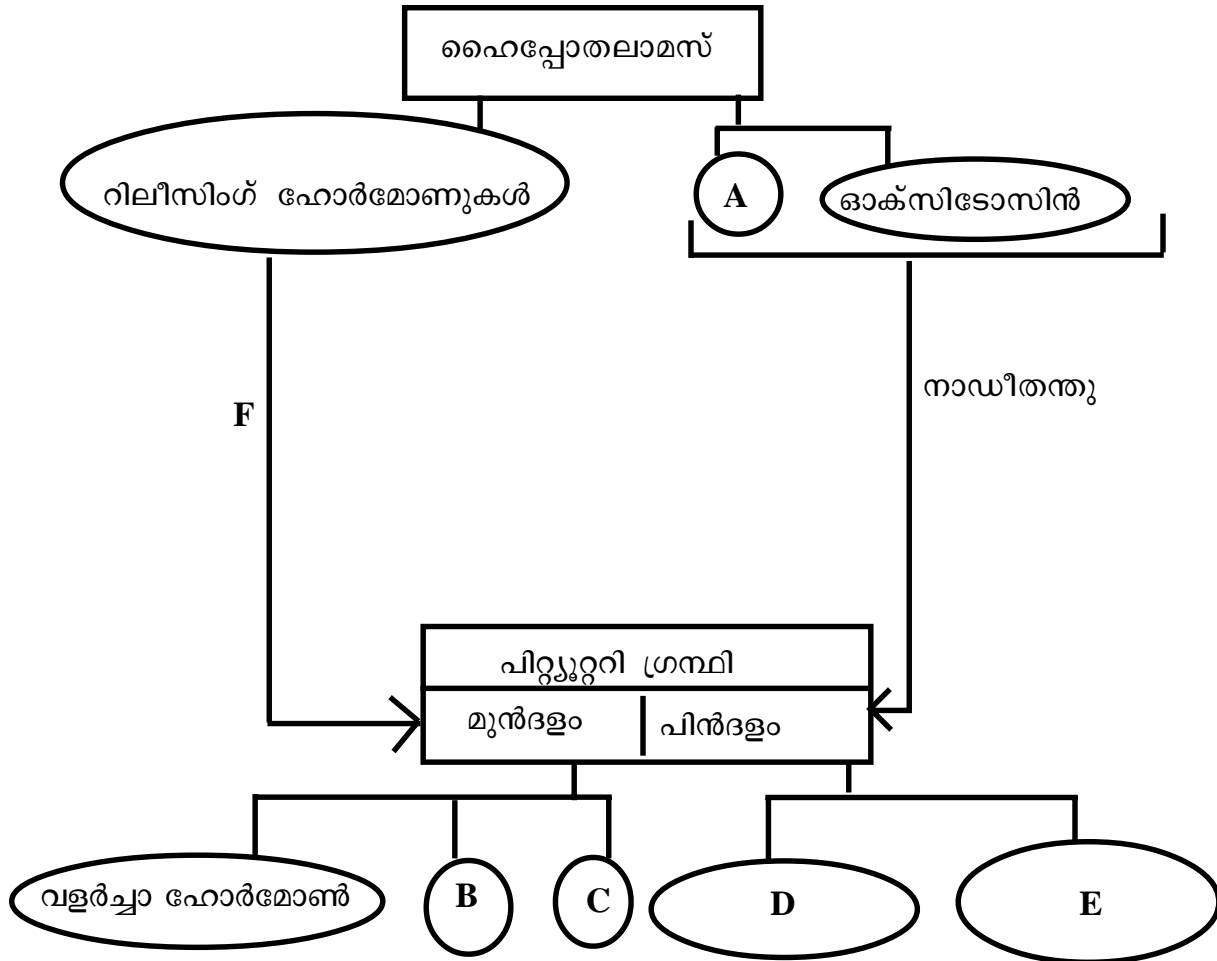 ഹൈപ്പോതലാമസ്
റിലീസിംഗ് ഹോർമോണുകൾ
A
ഓക്സിടോസിൻ
നാഡീതന്തു
F
പിറ്റ്യൂറ്ററി ഗ്രന്ഥി
മുൻദളം
പിൻദളം
വളർച്ചാ ഹോർമോൺ
B
C
D
E